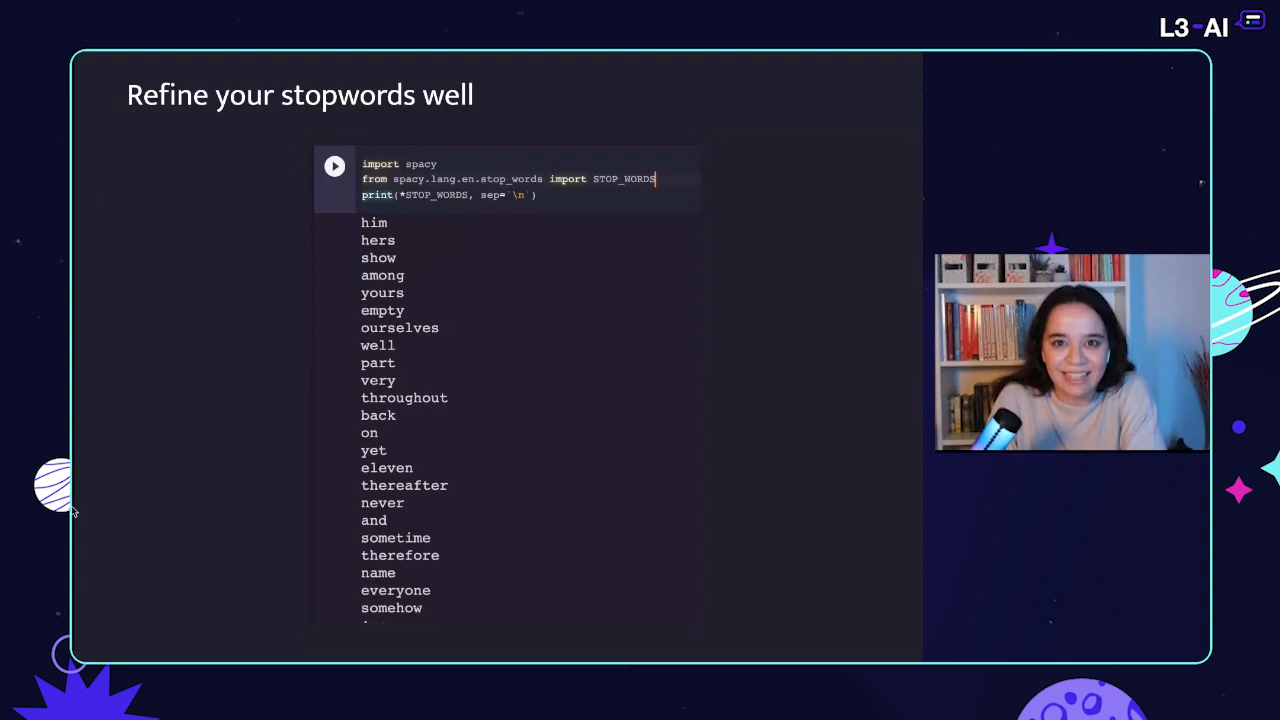 L3-AI
Refine your stopwords well
import spacy
from spacy.lang.en.stop_words import STOP_WORDS
print(*STOP_WORDS, sep='\n')
him
hers
show
among
yours
empty
ourselves
well
part
very
throughout
back
on
yet
eleven
thereafter
never
and
sometime
therefore
name
everyone
somehow